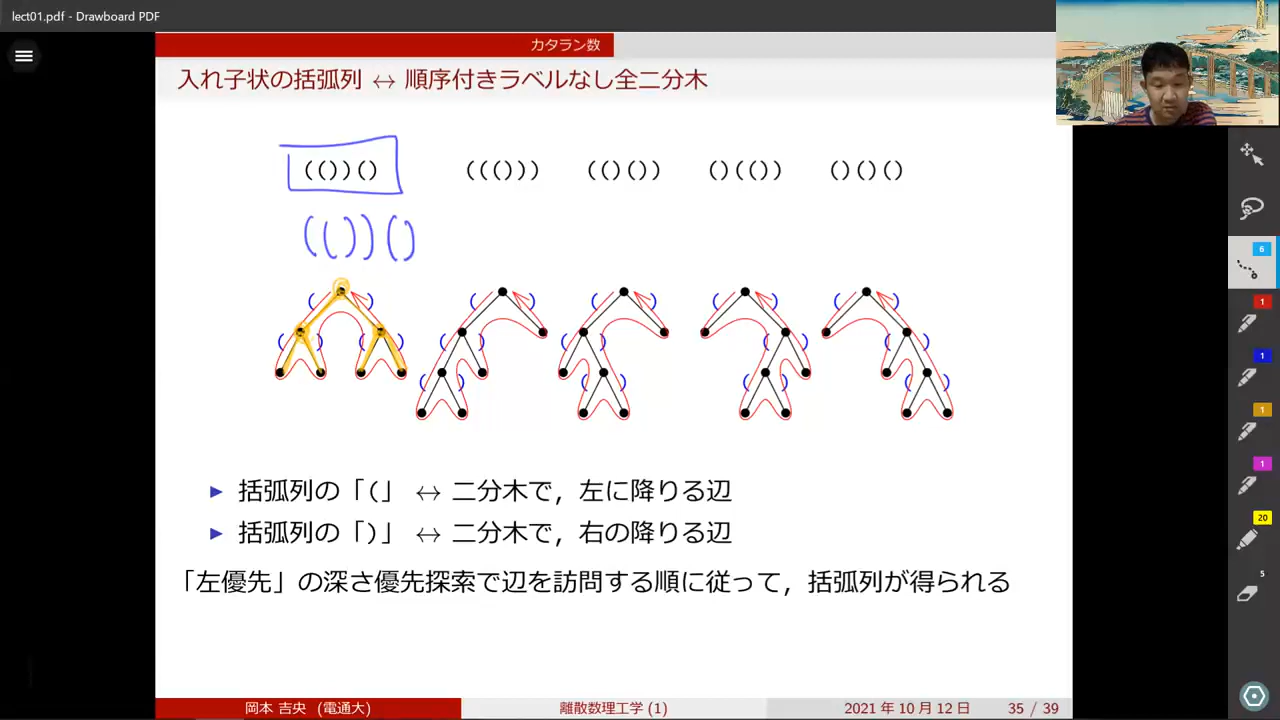 lect01.pdf - Drawboard PDF
カタラン数
入れ子状の括弧列 ↔ 順序付きラベルなし全二分木
(())() ((())) (()()) ()(()) ()()()
(())()
( ) ( ) ( ) ( ) ( )
( ) ( ) ( ) ( ) ( ) ( )
( ) ( ) ( ) ( )
▶ 括弧列の「(」 ↔ 二分木で，左に降りる辺
▶ 括弧列の「)」 ↔ 二分木で，右の降りる辺
「左優先」の深さ優先探索で辺を訪問する順に従って，括弧列が得られる
岡本 吉央 (電通大) 離散数理工学 (1) 2021 年 10 月 12 日 35 / 39
6
1
1
1
1
20
5